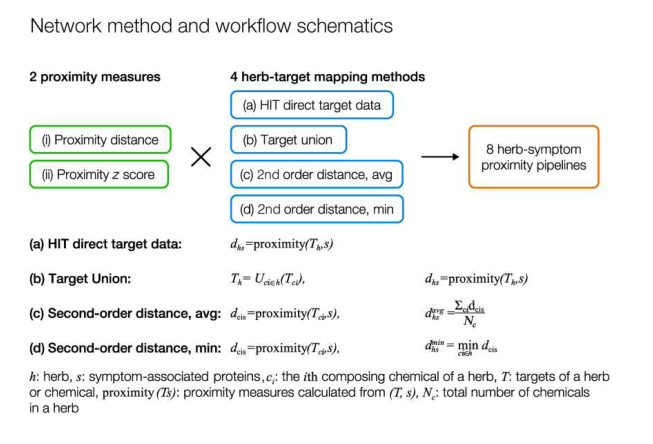 Network method and workflow schematics
2 proximity measures
4 herb-target mapping methods
(a) HIT direct target data
(i) Proximity distance
(b) Target union
(ii) Proximity z score
(c) 2nd order distance, avg
(d) 2nd order distance, min
×
8 herb-symptom
proximity pipelines
(a) HIT direct target data: d_hs=proximity(T_h,s)
(b) Target Union: T_h= U_ci∈h(T_ci), d_hs=proximity(T_h,s)
(c) Second-order distance, avg: d_cis=proximity(T_ci,s), d_hs^avg = Σ_ci d_cis / N_c
(d) Second-order distance, min: d_cis=proximity(T_ci,s), d_hs^min = min_ci∈h d_cis
h: herb, s: symptom-associated proteins, c_i: the ith composing chemical of a herb, T: targets of a herb
or chemical, proximity (Ts): proximity measures calculated from (T, s), N_c: total number of chemicals
in a herb